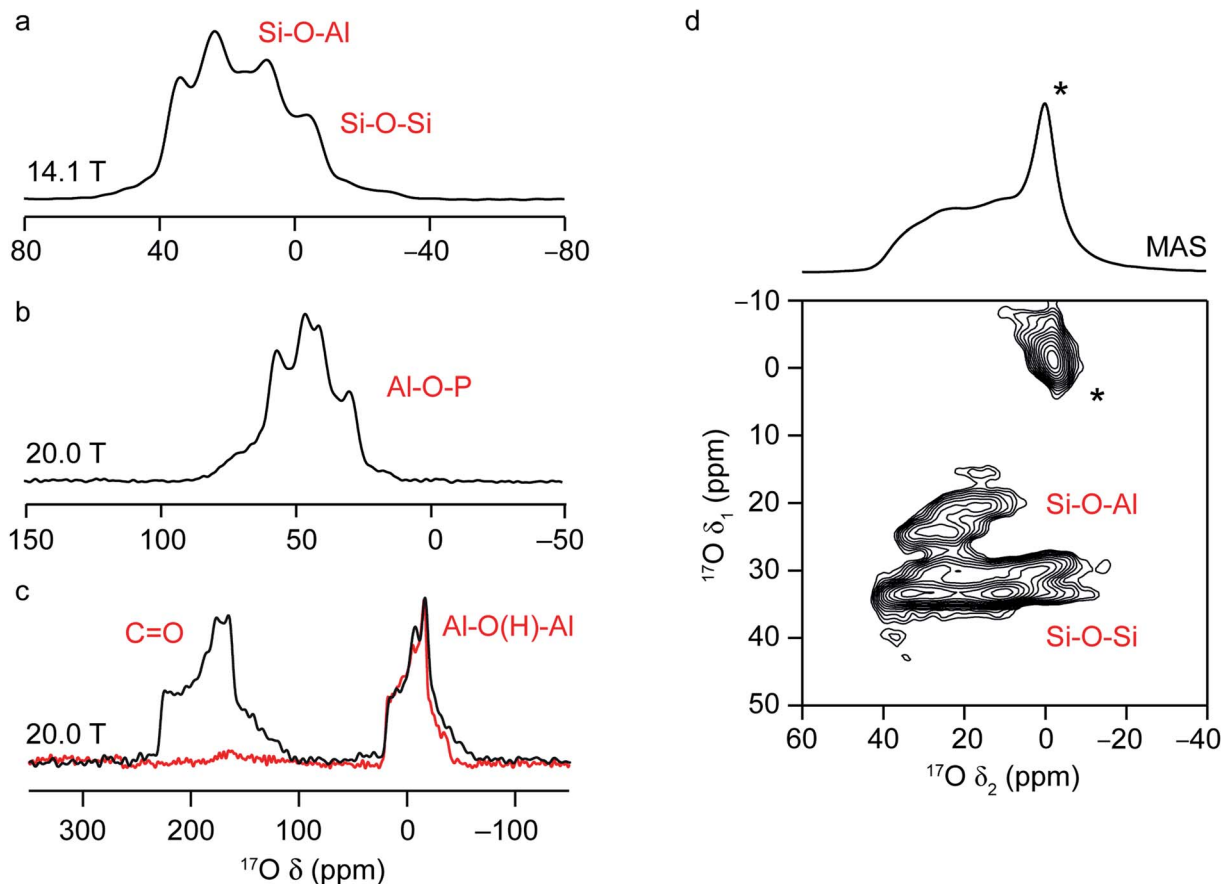 a
Si-O-Al
Si-O-Si
14.1 T
80 40 0 −40 −80
b
Al-O-P
20.0 T
150 100 50 0 −50
c
C=O
Al-O(H)-Al
20.0 T
300 200 100 0 −100
¹⁷O δ (ppm)
d
*
MAS
−10
0
*
10
Si-O-Al
20
30
Si-O-Si
40
50
¹⁷O δ₁ (ppm)
60 40 20 0 −20 −40
¹⁷O δ₂ (ppm)